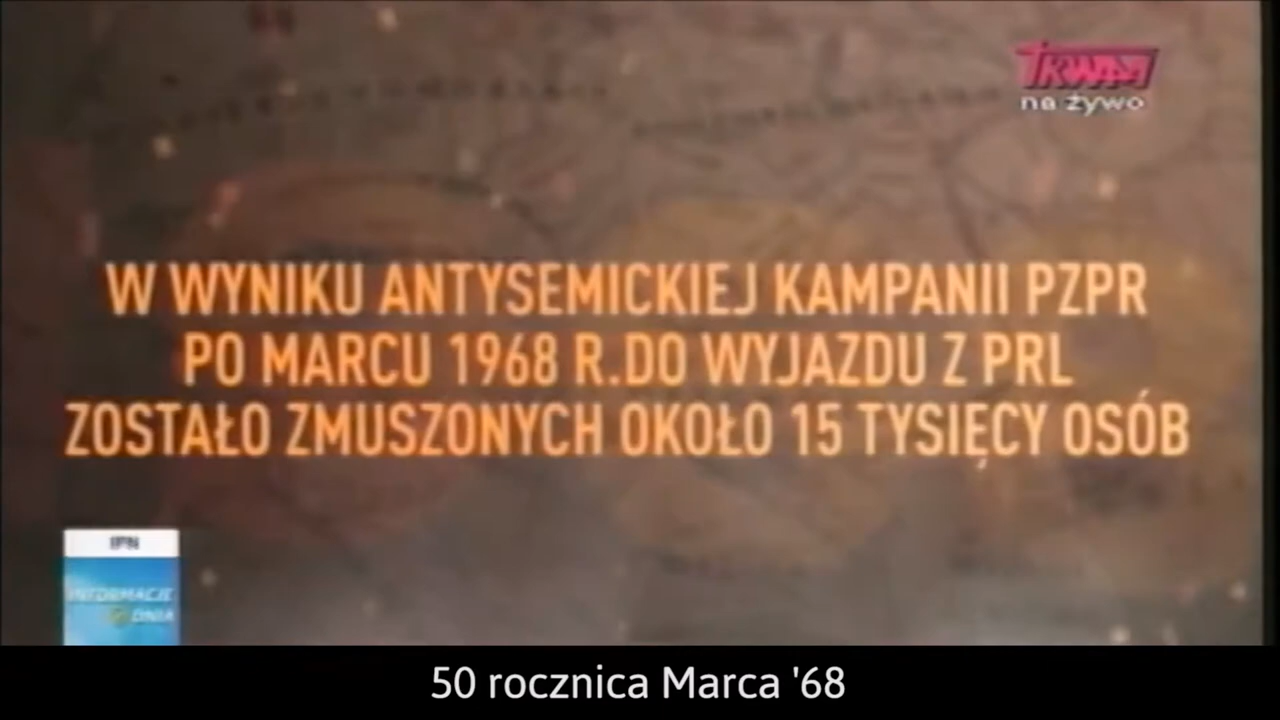 TRWAM
na żywo
W WYNIKU ANTYSEMICKIEJ KAMPANII PZPR
PO MARCU 1968 R.DO WYJAZDU Z PRL
ZOSTAŁO ZMUSZONYCH OKOŁO 15 TYSIĘCY OSÓB
IPN
INFORMACJE
DNIA
50 rocznica Marca '68